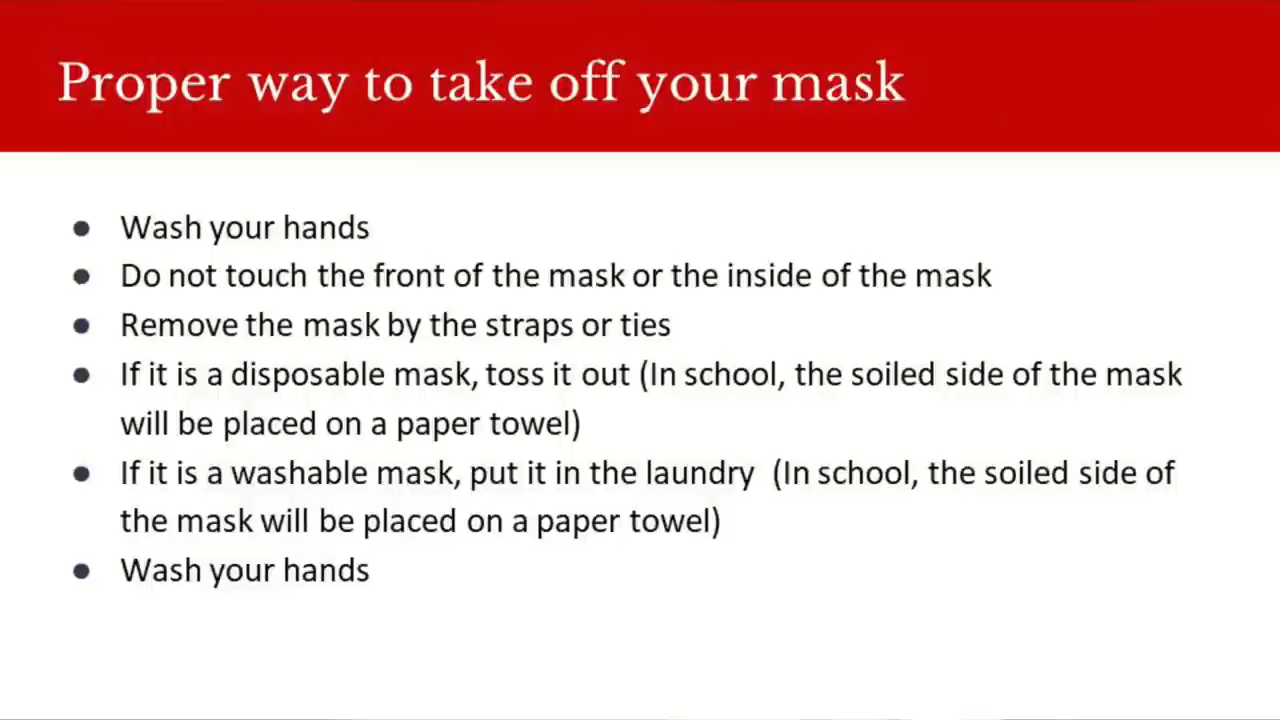 Proper way to take off your mask
● Wash your hands
● Do not touch the front of the mask or the inside of the mask
● Remove the mask by the straps or ties
● If it is a disposable mask, toss it out (In school, the soiled side of the mask
will be placed on a paper towel)
● If it is a washable mask, put it in the laundry  (In school, the soiled side of
the mask will be placed on a paper towel)
● Wash your hands